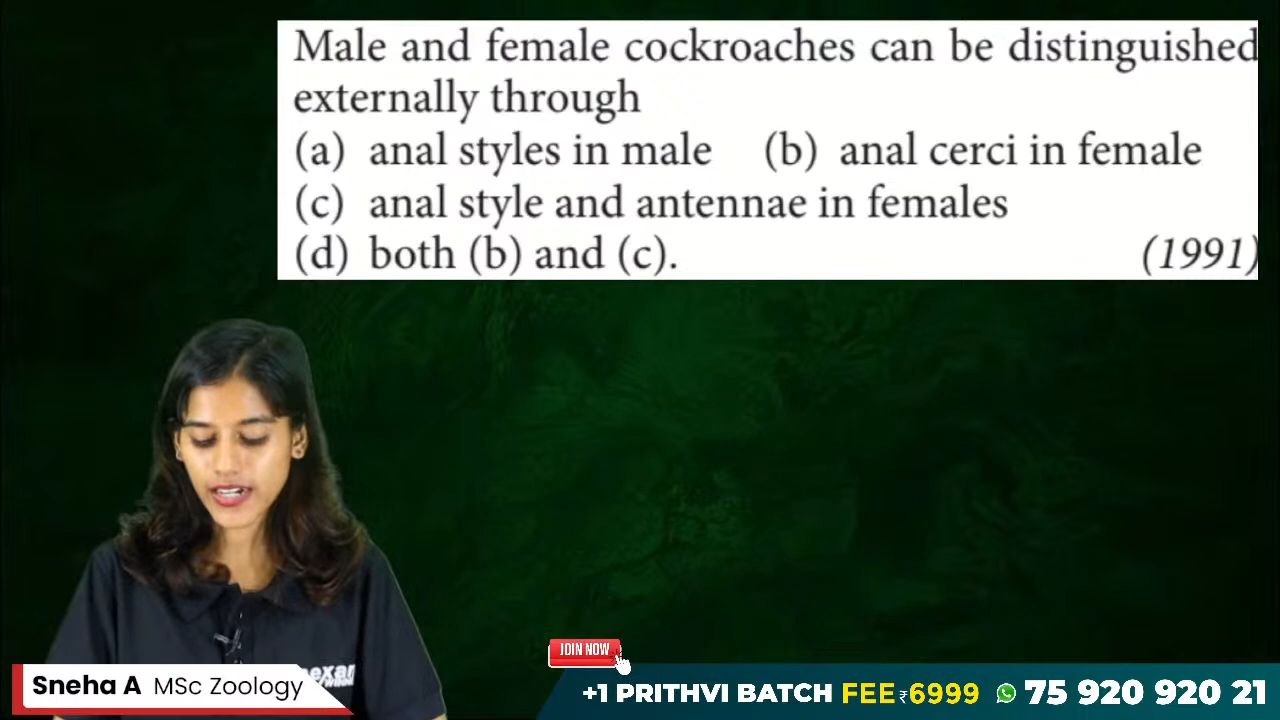 Male and female cockroaches can be distinguished
externally through
(a) anal styles in male (b) anal cerci in female
(c) anal style and antennae in females
(d) both (b) and (c). (1991)
JOIN NOW
Sneha A MSc Zoology
+1 PRITHVI BATCH FEE ₹6999 75 920 920 21